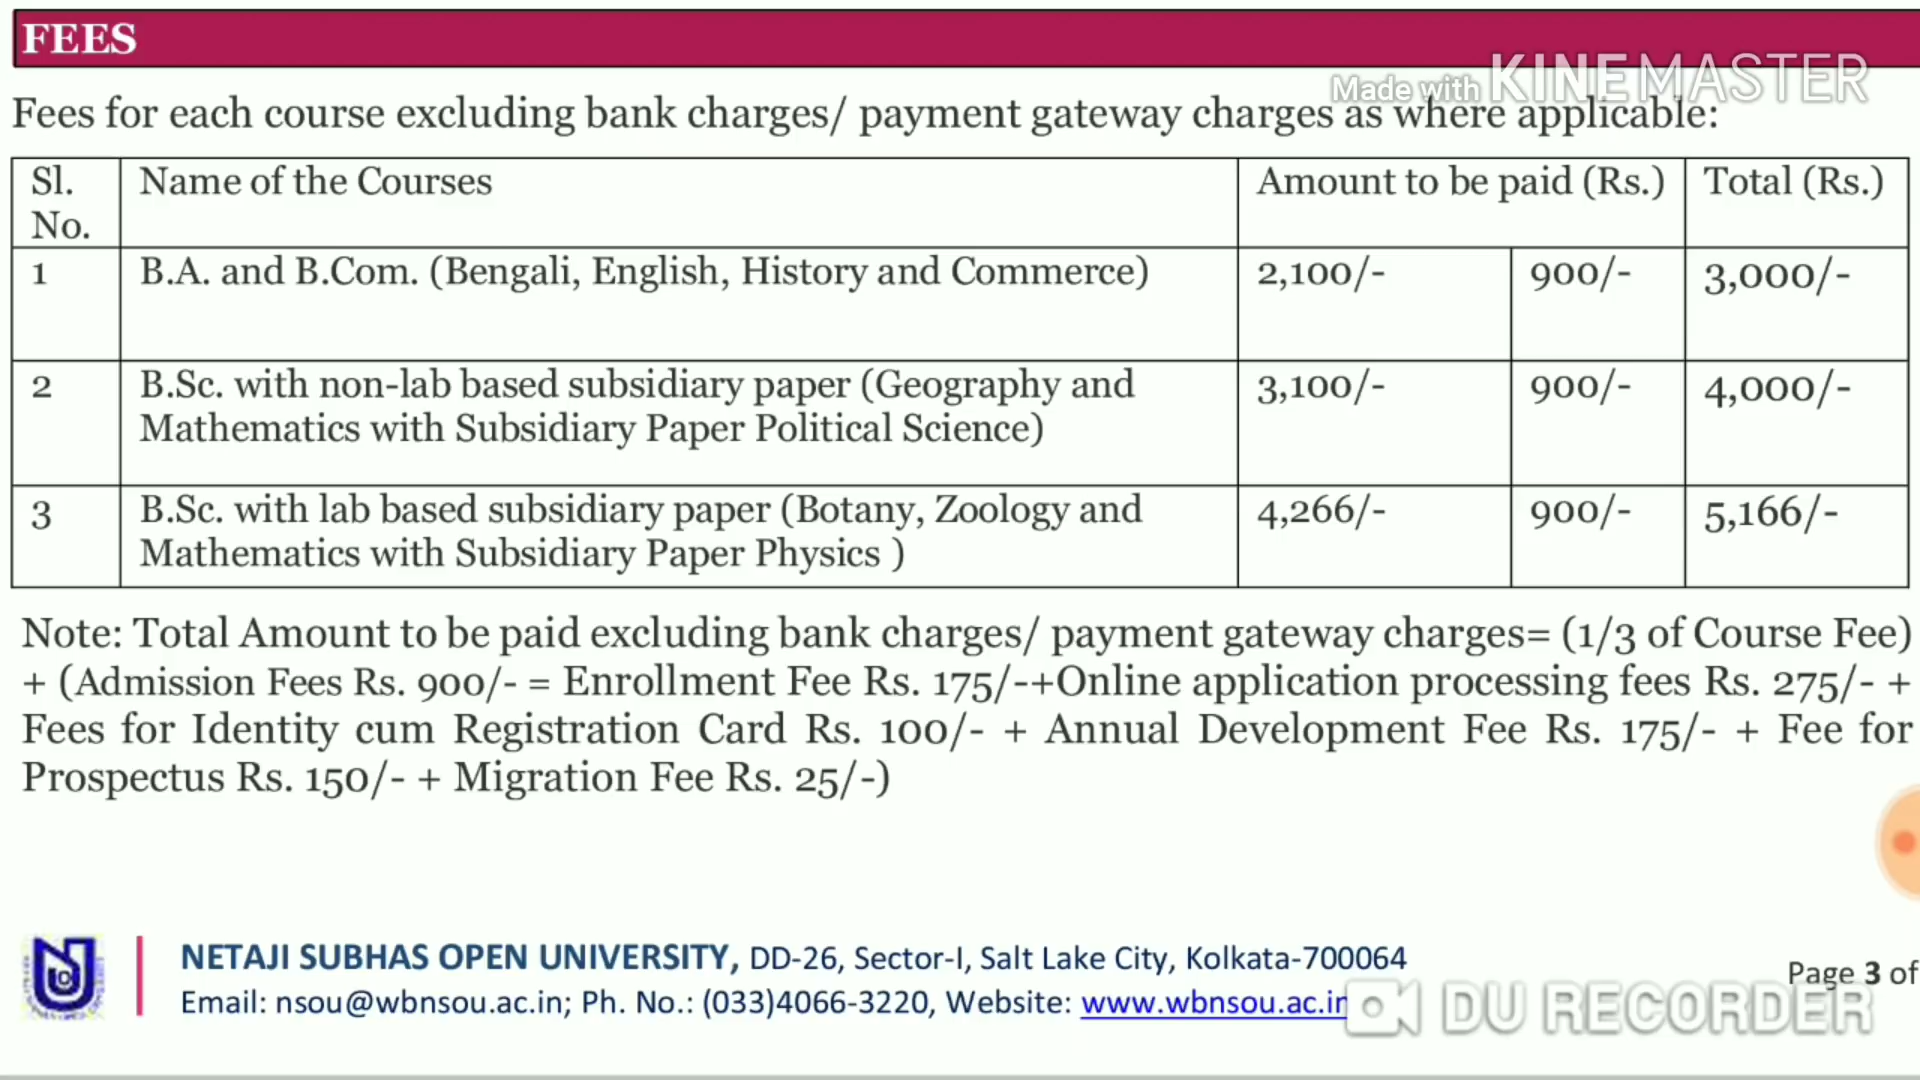 FEES
Made with KINEMASTER
Fees for each course excluding bank charges/ payment gateway charges as where applicable:
Sl. No. Name of the Courses Amount to be paid (Rs.) Total (Rs.)
1 B.A. and B.Com. (Bengali, English, History and Commerce) 2,100/- 900/- 3,000/-
2 B.Sc. with non-lab based subsidiary paper (Geography and 3,100/- 900/- 4,000/-
Mathematics with Subsidiary Paper Political Science)
3 B.Sc. with lab based subsidiary paper (Botany, Zoology and 4,266/- 900/- 5,166/-
Mathematics with Subsidiary Paper Physics )
Note: Total Amount to be paid excluding bank charges/ payment gateway charges= (1/3 of Course Fee)
+ (Admission Fees Rs. 900/- = Enrollment Fee Rs. 175/-+Online application processing fees Rs. 275/- +
Fees for Identity cum Registration Card Rs. 100/- + Annual Development Fee Rs. 175/- + Fee for
Prospectus Rs. 150/- + Migration Fee Rs. 25/-)
NETAJI SUBHAS OPEN UNIVERSITY, DD-26, Sector-I, Salt Lake City, Kolkata-700064
Page 3 of
Email: nsou@wbnsou.ac.in; Ph. No.: (033)4066-3220, Website: www.wbnsou.ac.in
DU RECORDER